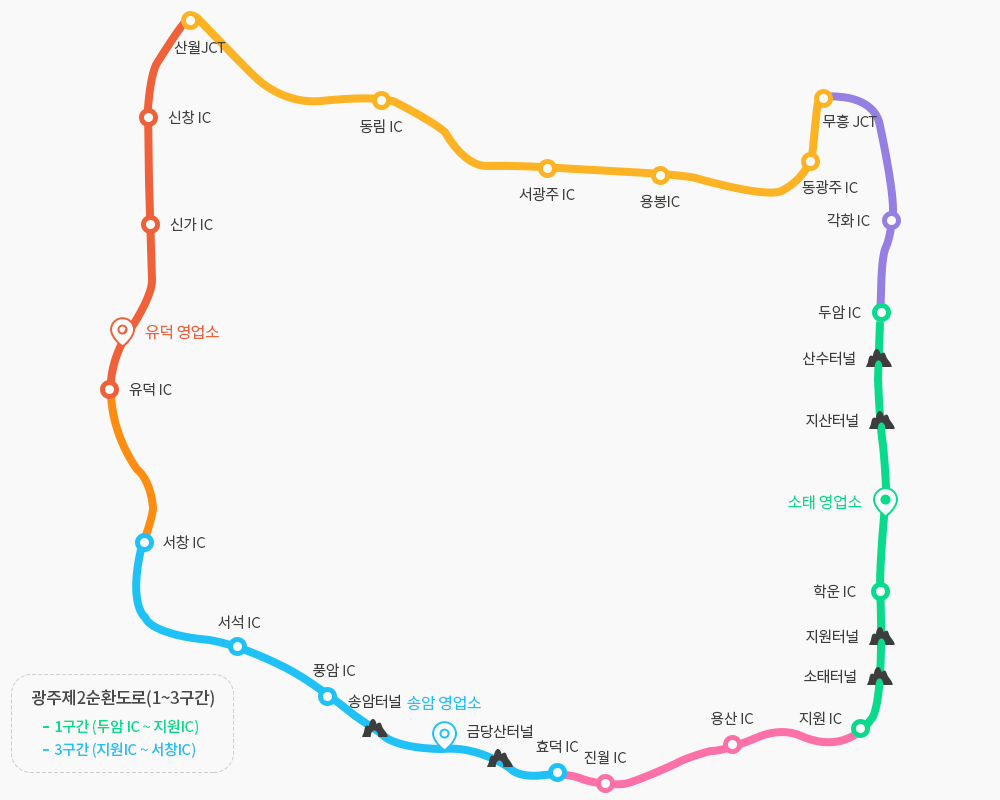 산월JCT
신창 IC
동림 IC
무흥 JCT
서광주 IC
용봉IC
동광주 IC
신가 IC
각화 IC
두암 IC
유덕 영업소
산수터널
유덕 IC
지산터널
소태 영업소
서창 IC
학운 IC
서석 IC
지원터널
풍암 IC
소태터널
송암터널 송암 영업소
금당산터널
용산 IC
지원 IC
효덕 IC
진월 IC
광주제2순환도로(1~3구간)
- 1구간 (두암 IC ~ 지원IC)
- 3구간 (지원IC ~ 서창IC)